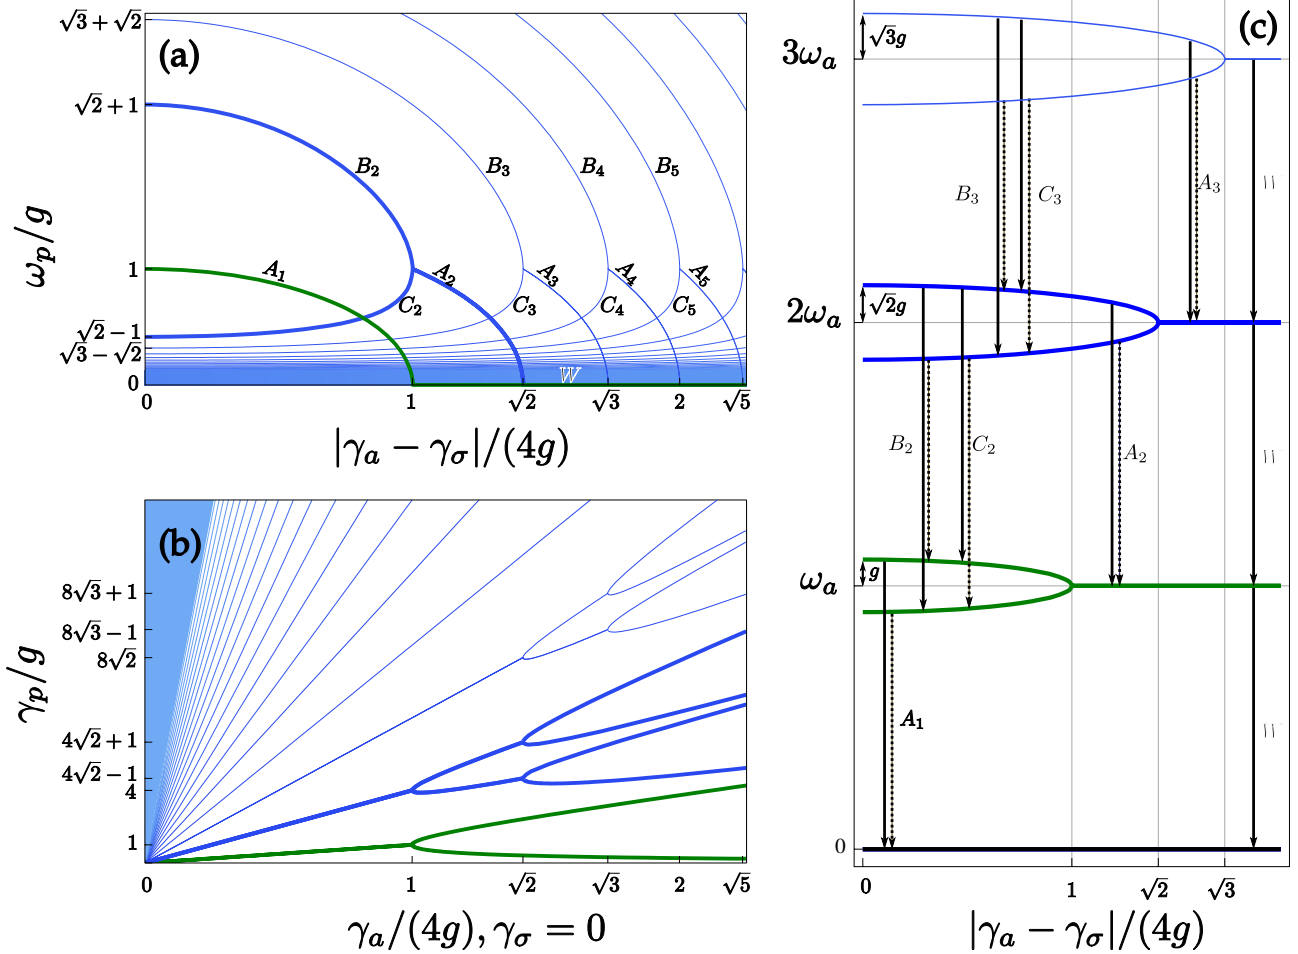 (a)
√3+√2
√2+1
1
√2−1
√3−√2
0
ωp/g
B2
B3
B4
B5
A1
A2
A3
A4
A5
C2
C3
C4
C5
W
0
1
√2
√3
2
√5
|γa − γσ|/(4g)
(b)
8√3+1
8√3−1
8√2
4√2+1
4√2−1
4
1
γp/g
0
1
√2
√3
2
√5
γa/(4g), γσ = 0
(c)
√3g
3ωa
B3
C3
A3
√2g
2ωa
B2
C2
A2
g
ωa
A1
0
0
1
√2
√3
|γa − γσ|/(4g)